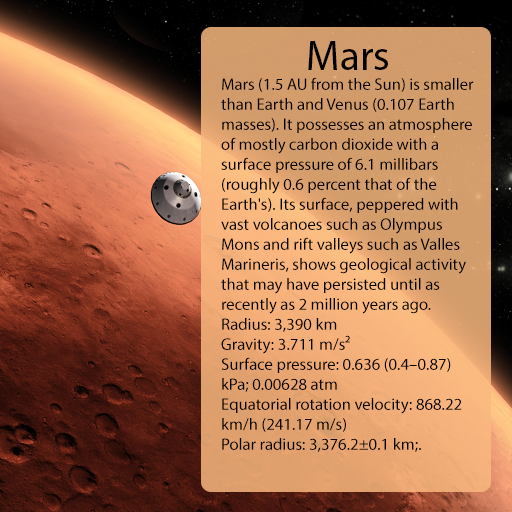 Mars
Mars (1.5 AU from the Sun) is smaller
than Earth and Venus (0.107 Earth
masses). It possesses an atmosphere
of mostly carbon dioxide with a
surface pressure of 6.1 millibars
(roughly 0.6 percent that of the
Earth's). Its surface, peppered with
vast volcanoes such as Olympus
Mons and rift valleys such as Valles
Marineris, shows geological activity
that may have persisted until as
recently as 2 million years ago.
Radius: 3,390 km
Gravity: 3.711 m/s²
Surface pressure: 0.636 (0.4–0.87)
kPa; 0.00628 atm
Equatorial rotation velocity: 868.22
km/h (241.17 m/s)
Polar radius: 3,376.2±0.1 km;.